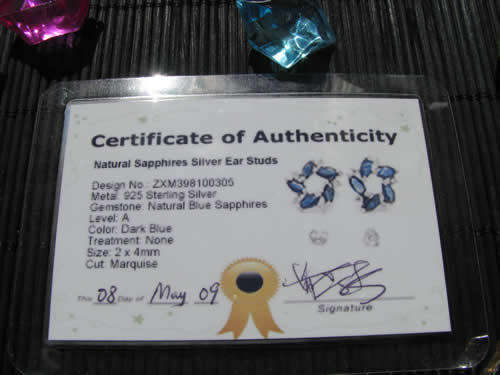 Certificate of Authenticity
Natural Sapphires Silver Ear Studs
Design No.: ZXM398100305
Metal: 925 Sterling Silver
Gemstone: Natural Blue Sapphires
Level: A
Color: Dark Blue
Treatment: None
Size: 2 x 4mm
Cut: Marquise
This 08 Day of May 09
Signature